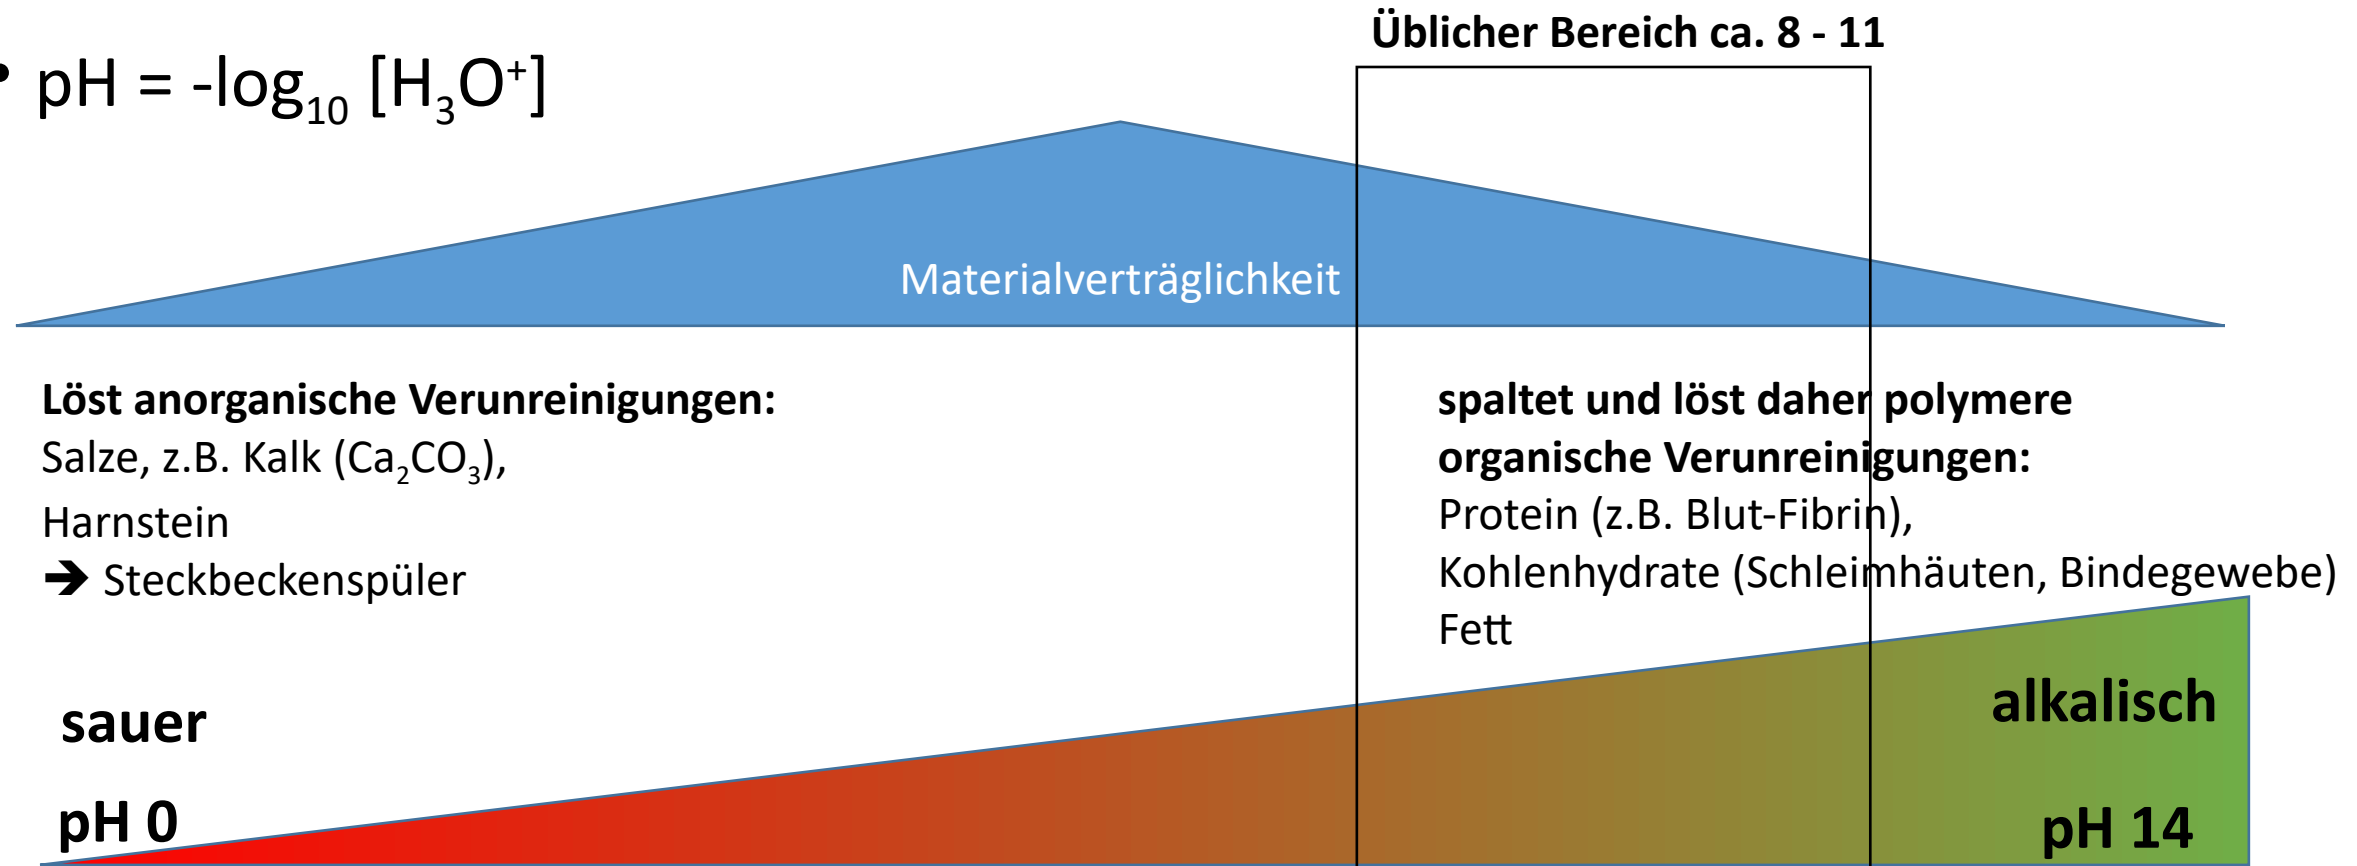 • pH = -log₁₀ [H₃O⁺]
Üblicher Bereich ca. 8 - 11
Materialverträglichkeit
Löst anorganische Verunreinigungen:
Salze, z.B. Kalk (Ca₂CO₃),
Harnstein
➔ Steckbeckenspüler
spaltet und löst daher polymere
organische Verunreinigungen:
Protein (z.B. Blut-Fibrin),
Kohlenhydrate (Schleimhäuten, Bindegewebe)
Fett
sauer
pH 0
alkalisch
pH 14